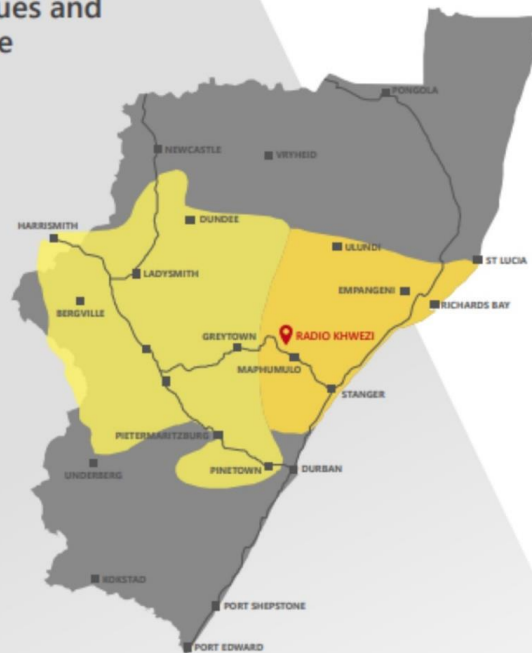 ues and
e
PONGOLA
NEWCASTLE
VRYHEID
DUNDEE
HARRISMITH
ULUNDI
ST LUCIA
LADYSMITH
EMPANGENI
BERGVILLE
RICHARDS BAY
GREYTOWN
RADIO KHWEZI
MAPHUMULO
STANGER
PIETERMARITZBURG
PINETOWN
DURBAN
UNDERBERG
KOKSTAD
PORT SHEPSTONE
PORT EDWARD